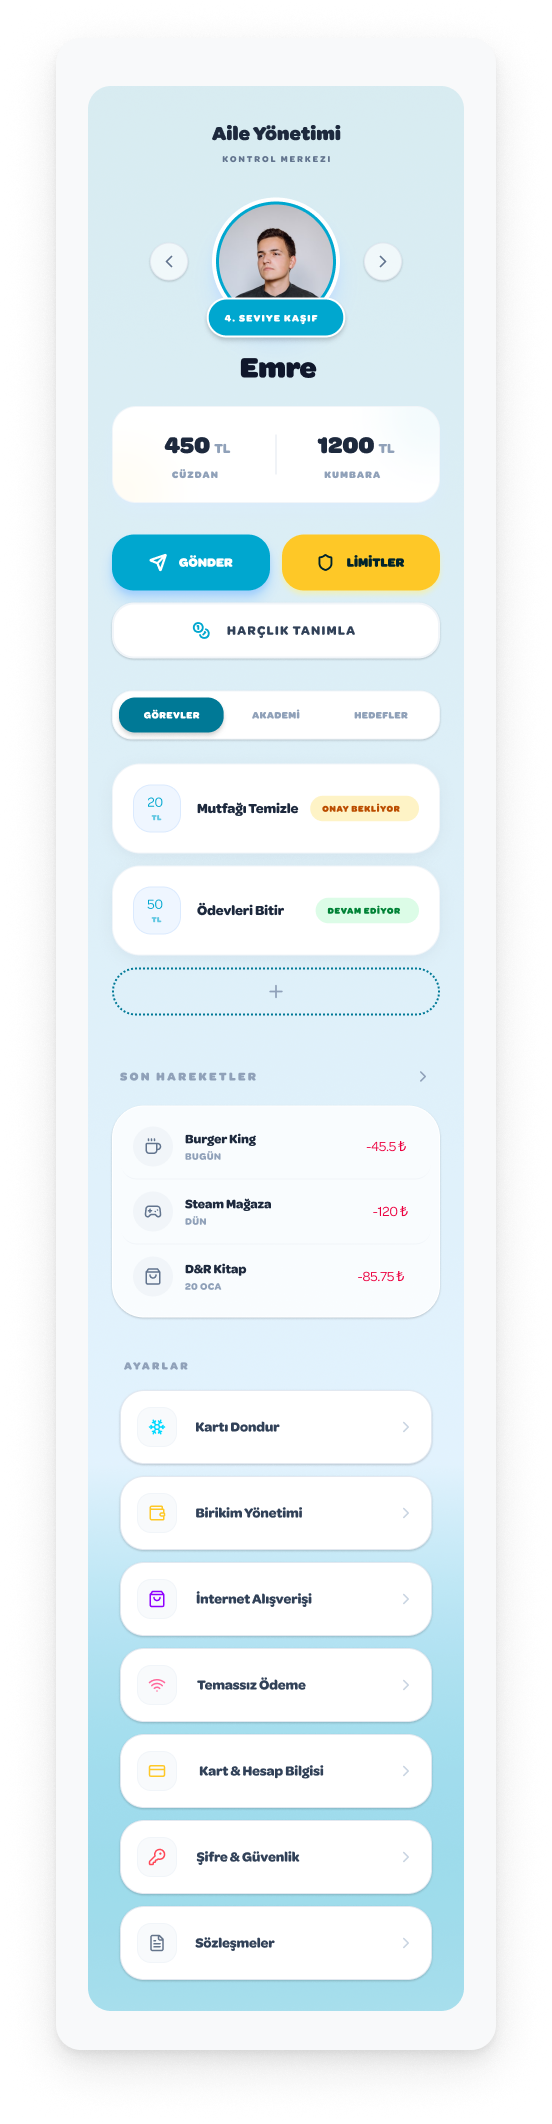 Aile Yönetimi
KONTROL MERKEZI
4. SEVIYE KAŞIF
Emre
450 TL
CÜZDAN
1200 TL
KUMBARA
GÖNDER
LİMİTLER
HARÇLIK TANIMLA
GÖREVLER
AKADEMİ
HEDEFLER
20
TL
Mutfağı Temizle
ONAY BEKLİYOR
50
TL
Ödevleri Bitir
DEVAM EDİYOR
SON HAREKETLER
Burger King
BUGÜN
-45.5 ₺
Steam Mağaza
DÜN
-120 ₺
D&R Kitap
20 OCA
-85.75 ₺
AYARLAR
Kartı Dondur
Birikim Yönetimi
İnternet Alışverişi
Temassız Ödeme
Kart & Hesap Bilgisi
Şifre & Güvenlik
Sözleşmeler